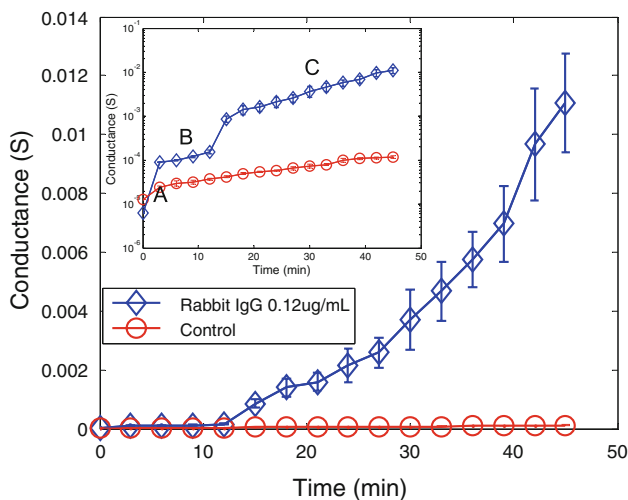 0.014
0.012
0.01
0.008
0.006
0.004
0.002
0
Conductance (S)
10^-1
10^-2
10^-3
10^-4
10^-5
10^-6
Conductance (S)
A
B
C
0 10 20 30 40 50
Time (min)
Rabbit IgG 0.12ug/mL
Control
0 10 20 30 40 50
Time (min)